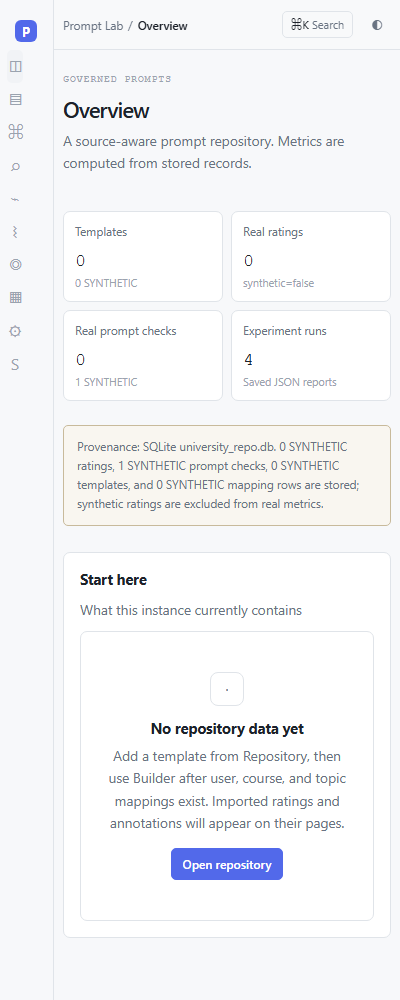 p
Prompt Lab / Overview
⌘K Search
GOVERNED PROMPTS
Overview
A source-aware prompt repository. Metrics are
computed from stored records.
Templates
0
0 SYNTHETIC
Real ratings
0
synthetic=false
Real prompt checks
0
1 SYNTHETIC
Experiment runs
4
Saved JSON reports
Provenance: SQLite university_repo.db. 0 SYNTHETIC
ratings, 1 SYNTHETIC prompt checks, 0 SYNTHETIC
templates, and 0 SYNTHETIC mapping rows are stored;
synthetic ratings are excluded from real metrics.
Start here
What this instance currently contains
No repository data yet
Add a template from Repository, then
use Builder after user, course, and topic
mappings exist. Imported ratings and
annotations will appear on their pages.
Open repository
S